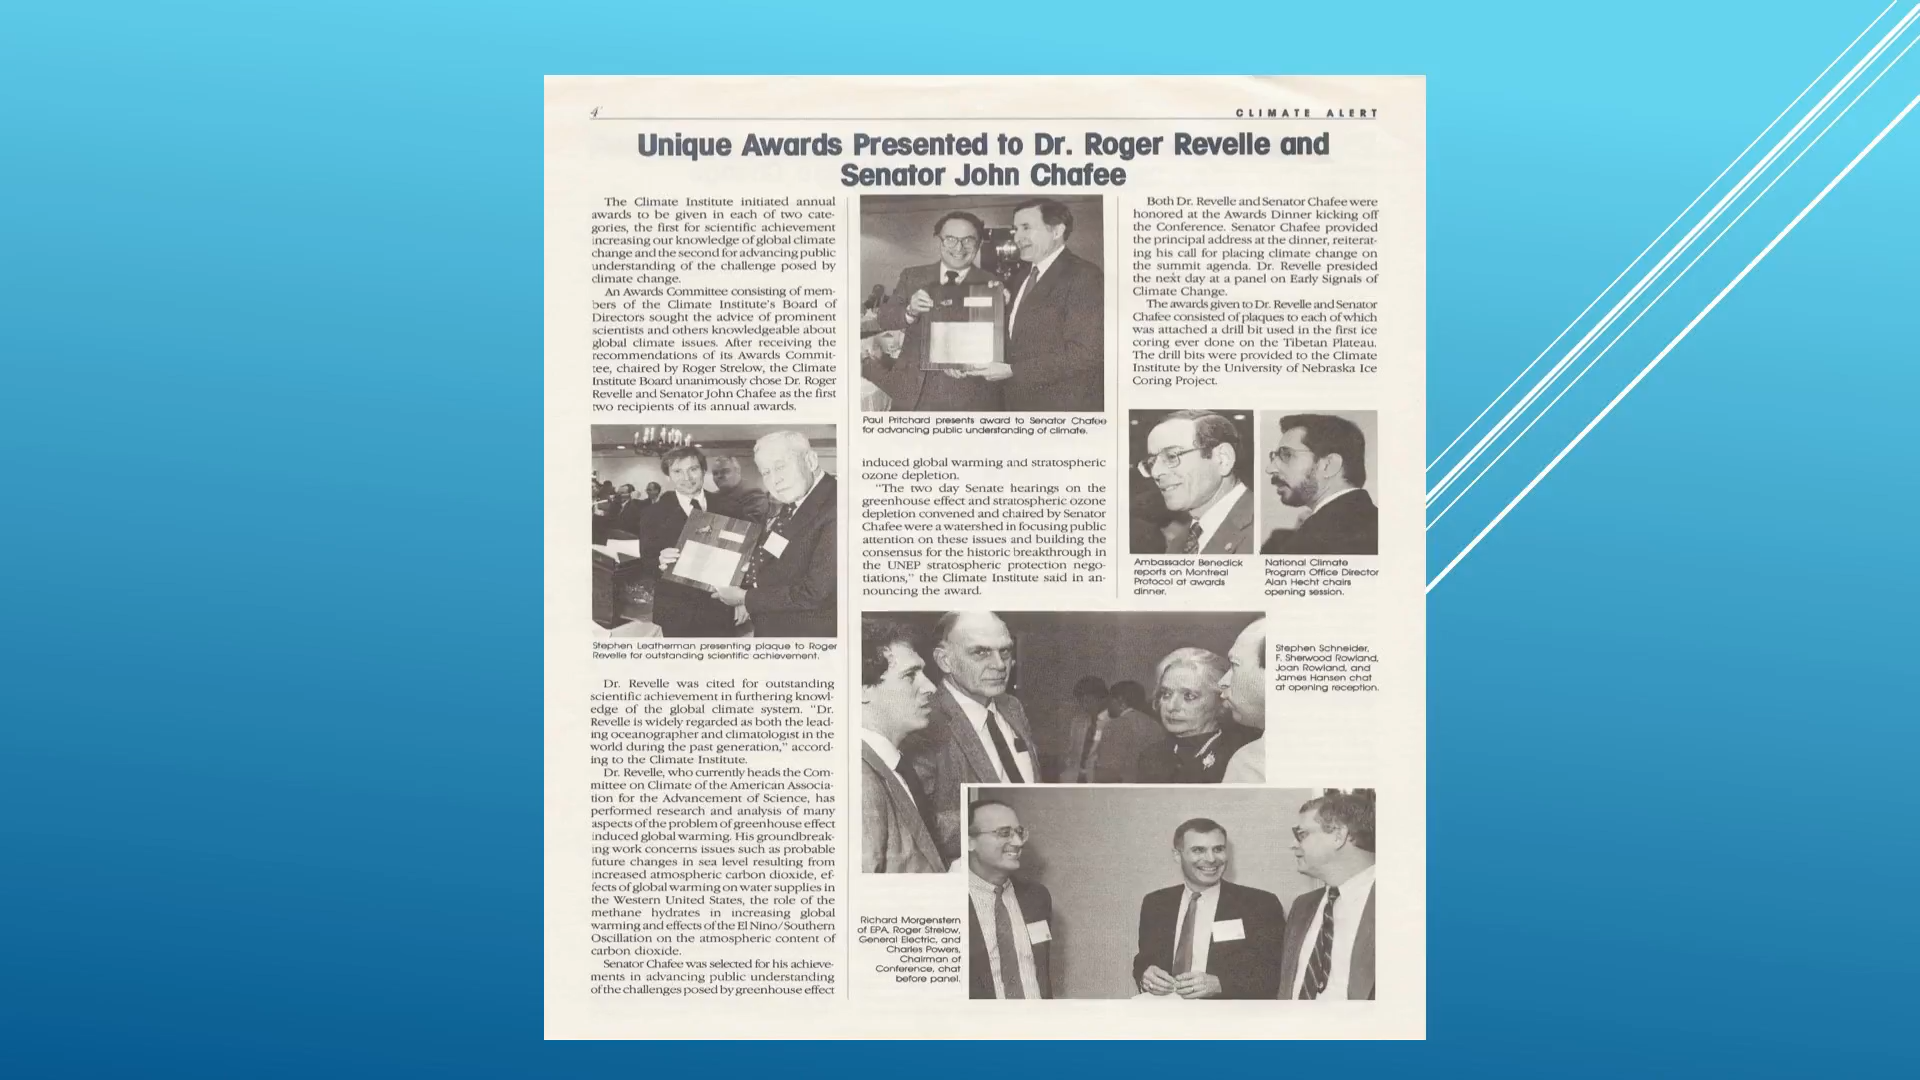 4
CLIMATE ALERT
Unique Awards Presented to Dr. Roger Revelle and
Senator John Chafee
The Climate Institute initiated annual
awards to be given in each of two cate-
gories, the first for scientific achievement
increasing our knowledge of global climate
change and the second for advancing public
understanding of the challenge posed by
climate change.
An Awards Committee consisting of mem-
bers of the Climate Institute's Board of
Directors sought the advice of prominent
scientists and others knowledgeable about
global climate issues. After receiving the
recommendations of its Awards Commit-
tee, chaired by Roger Strelow, the Climate
Institute Board unanimously chose Dr. Roger
Revelle and Senator John Chafee as the first
two recipients of its annual awards.
Stephen Leatherman presenting plaque to Roger
Revelle for outstanding scientific achievement.
Dr. Revelle was cited for outstanding
scientific achievement in furthering knowl-
edge of the global climate system. "Dr.
Revelle is widely regarded as both the lead-
ing oceanographer and climatologist in the
world during the past generation," accord-
ing to the Climate Institute.
Dr. Revelle, who currently heads the Com-
mittee on Climate of the American Associa-
tion for the Advancement of Science, has
performed research and analysis of many
aspects of the problem of greenhouse effect
induced global warming. His groundbreak-
ing work concerns issues such as probable
future changes in sea level resulting from
increased atmospheric carbon dioxide, ef-
fects of global warming on water supplies in
the Western United States, the role of the
methane hydrates in increasing global
warming and effects of the El Nino/Southern
Oscillation on the atmospheric content of
carbon dioxide.
Senator Chafee was selected for his achieve-
ments in advancing public understanding
of the challenges posed by greenhouse effect
Paul Pritchard presents award to Senator Chafee
for advancing public understanding of climate.
induced global warming and stratospheric
ozone depletion.
"The two day Senate hearings on the
greenhouse effect and stratospheric ozone
depletion convened and chaired by Senator
Chafee were a watershed in focusing public
attention on these issues and building the
consensus for the historic breakthrough in
the UNEP stratospheric protection nego-
tiations," the Climate Institute said in an-
nouncing the award.
Both Dr. Revelle and Senator Chafee were
honored at the Awards Dinner kicking off
the Conference. Senator Chafee provided
the principal address at the dinner, reiterat-
ing his call for placing climate change on
the summit agenda. Dr. Revelle presided
the next day at a panel on Early Signals of
Climate Change.
The awards given to Dr. Revelle and Senator
Chafee consisted of plaques to each of which
was attached a drill bit used in the first ice
coring ever done on the Tibetan Plateau.
The drill bits were provided to the Climate
Institute by the University of Nebraska Ice
Coring Project.
Ambassador Benedick
reports on Montreal
Protocol at awards
dinner.
National Climate
Program Office Director
Alan Hecht chairs
opening session.
Stephen Schneider,
F. Sherwood Rowland,
Joan Rowland, and
James Hansen chat
at opening reception.
Richard Morgenstern
of EPA, Roger Strelow,
General Electric, and
Charles Powers,
Chairman of
Conference, chat
before panel.